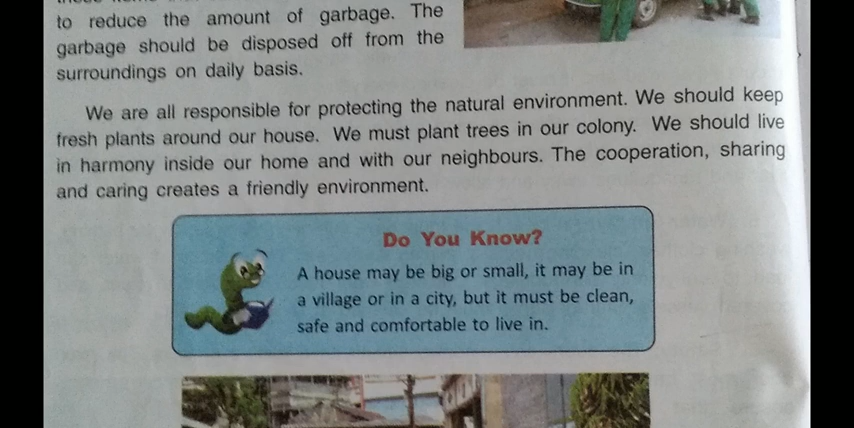 to reduce the amount of garbage. The
garbage should be disposed off from the
surroundings on daily basis.
We are all responsible for protecting the natural environment. We should keep
fresh plants around our house. We must plant trees in our colony. We should live
in harmony inside our home and with our neighbours. The cooperation, sharing
and caring creates a friendly environment.
Do You Know?
A house may be big or small, it may be in
a village or in a city, but it must be clean,
safe and comfortable to live in.